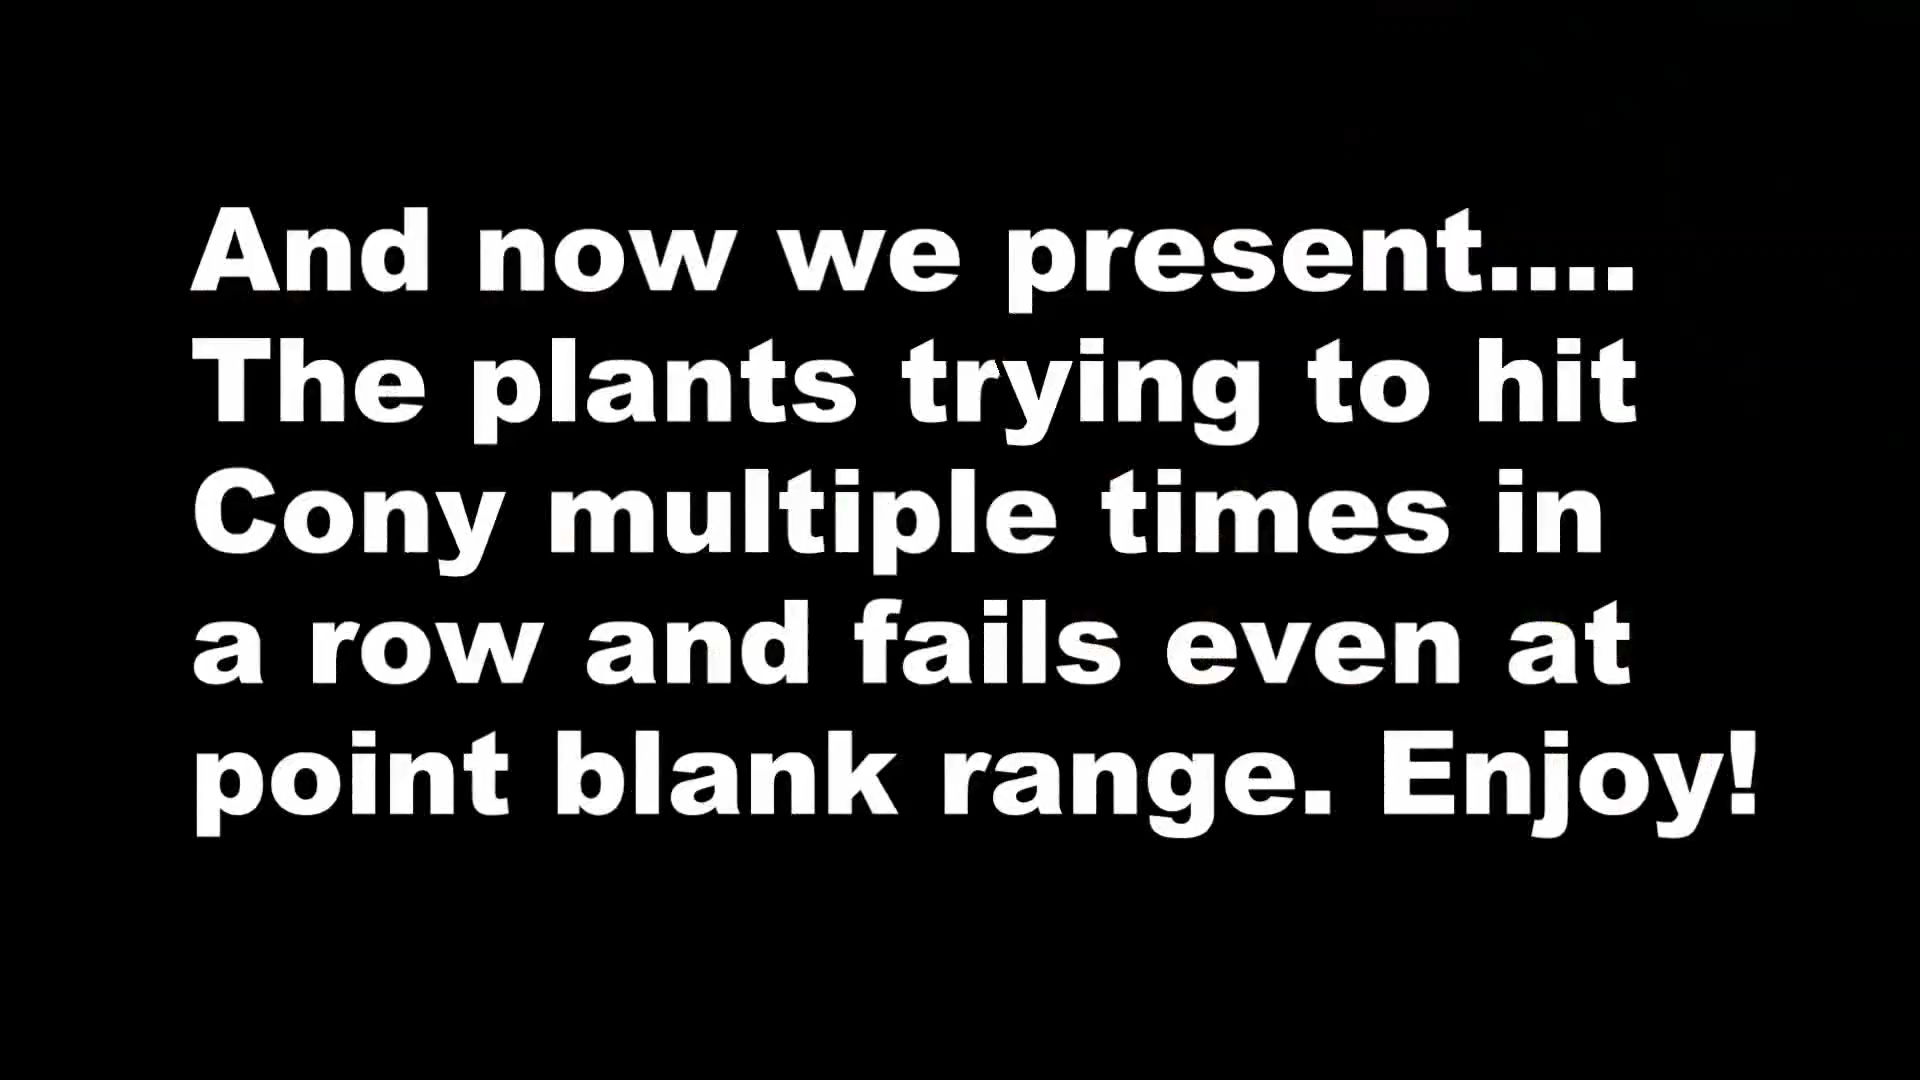 And now we present....
The plants trying to hit
Cony multiple times in
a row and fails even at
point blank range. Enjoy!